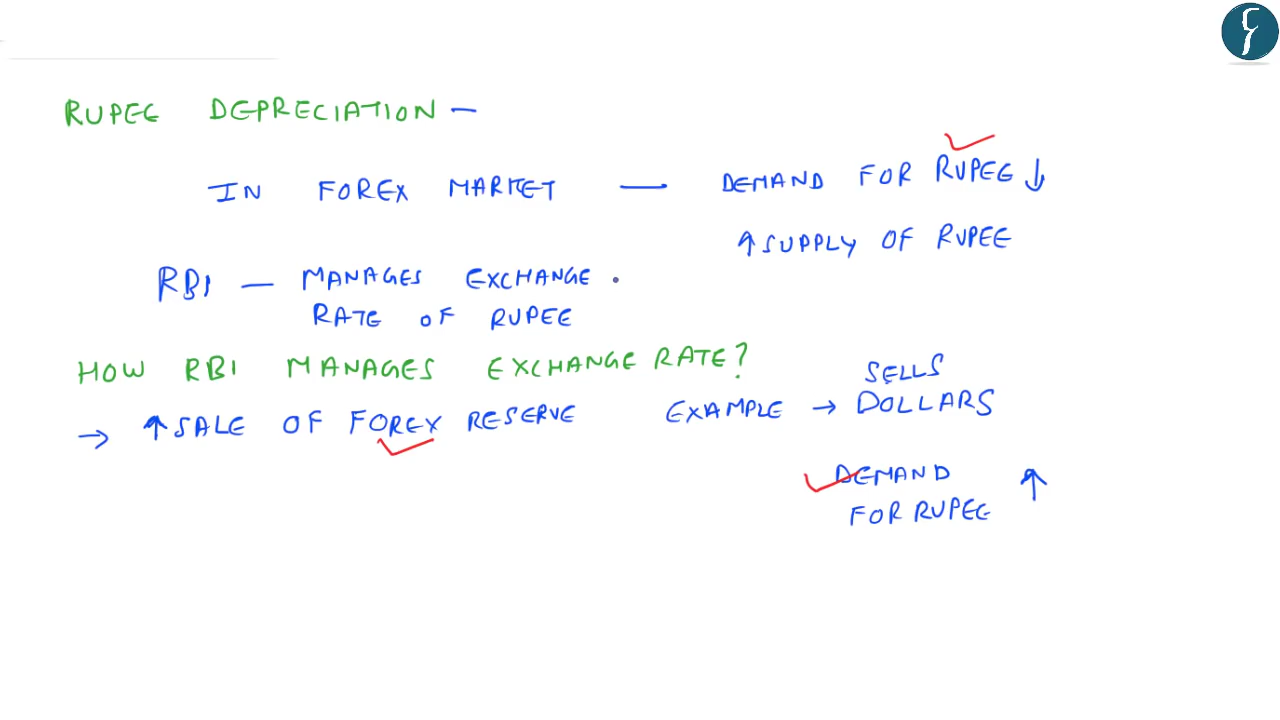 RUPEE DEPRECIATION -
IN FOREX MARKET — DEMAND FOR RUPEE ↓
↑ SUPPLY OF RUPEE
RBI — MANAGES EXCHANGE
RATE OF RUPEE
HOW RBI MANAGES EXCHANGE RATE?
→ ↑ SALE OF FOREX RESERVE EXAMPLE → SELLS
DOLLARS
DEMAND ↑
FOR RUPEE